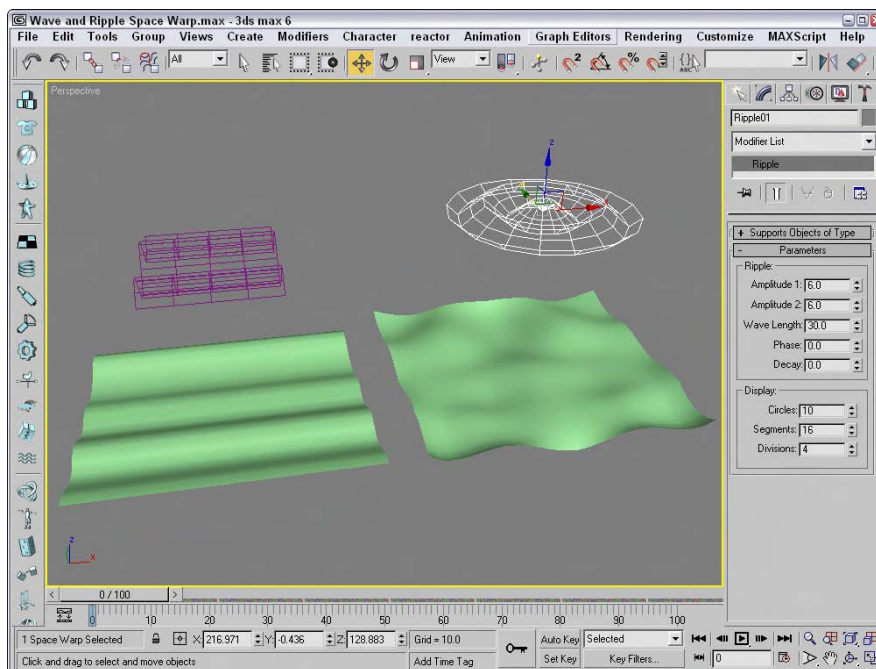 Wave and Ripple Space Warp.max - 3ds max 6
File Edit Tools Group Views Create Modifiers Character reactor Animation Graph Editors Rendering Customize MAXScript Help
All
View
Perspective
z
x
z
x
Ripple01
Modifier List
Ripple
+ Supports Objects of Type
- Parameters
Ripple:
Amplitude 1: 6.0
Amplitude 2: 6.0
Wave Length: 30.0
Phase: 0.0
Decay: 0.0
Display:
Circles: 10
Segments: 16
Divisions: 4
0 / 100
0 10 20 30 40 50 60 70 80 90 100
1 Space Warp Selected X: 216.971 Y: -0.436 Z: 128.883 Grid = 10.0 Auto Key Selected
Click and drag to select and move objects Add Time Tag Set Key Key Filters... 0